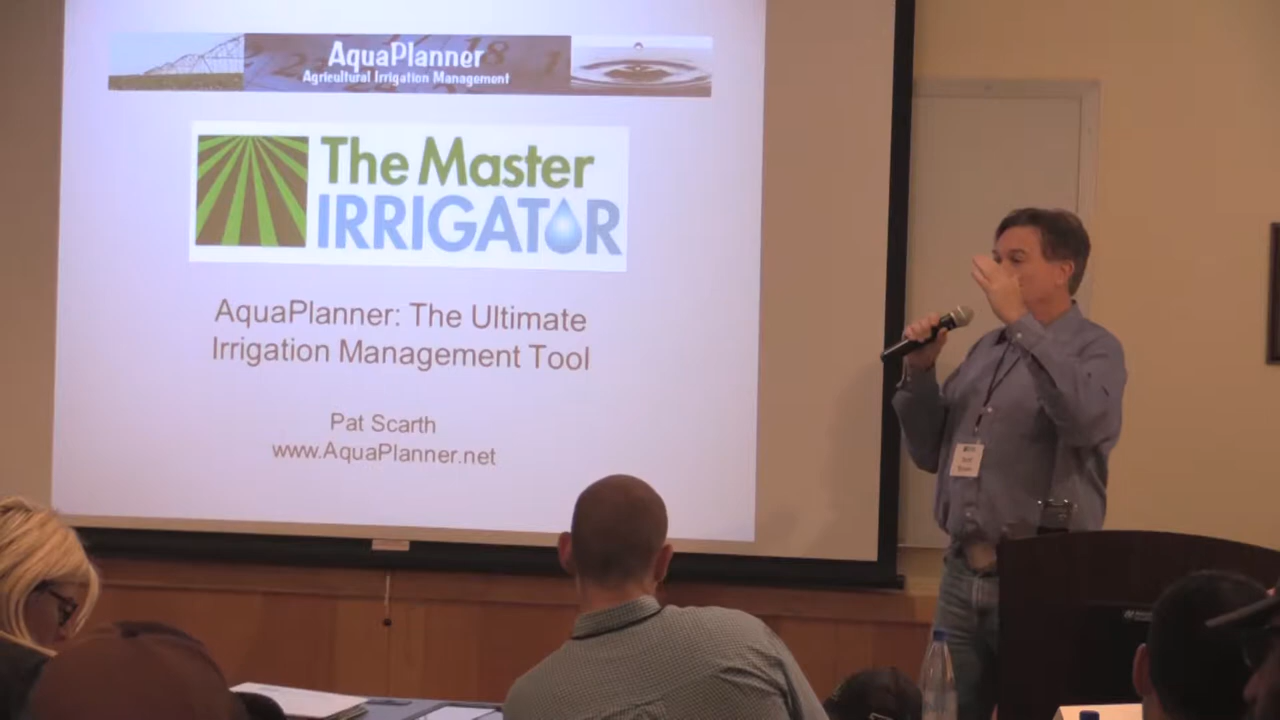 AquaPlanner
Agricultural Irrigation Management
The Master
IRRIGATOR
AquaPlanner: The Ultimate
Irrigation Management Tool
Pat Scarth
www.AquaPlanner.net